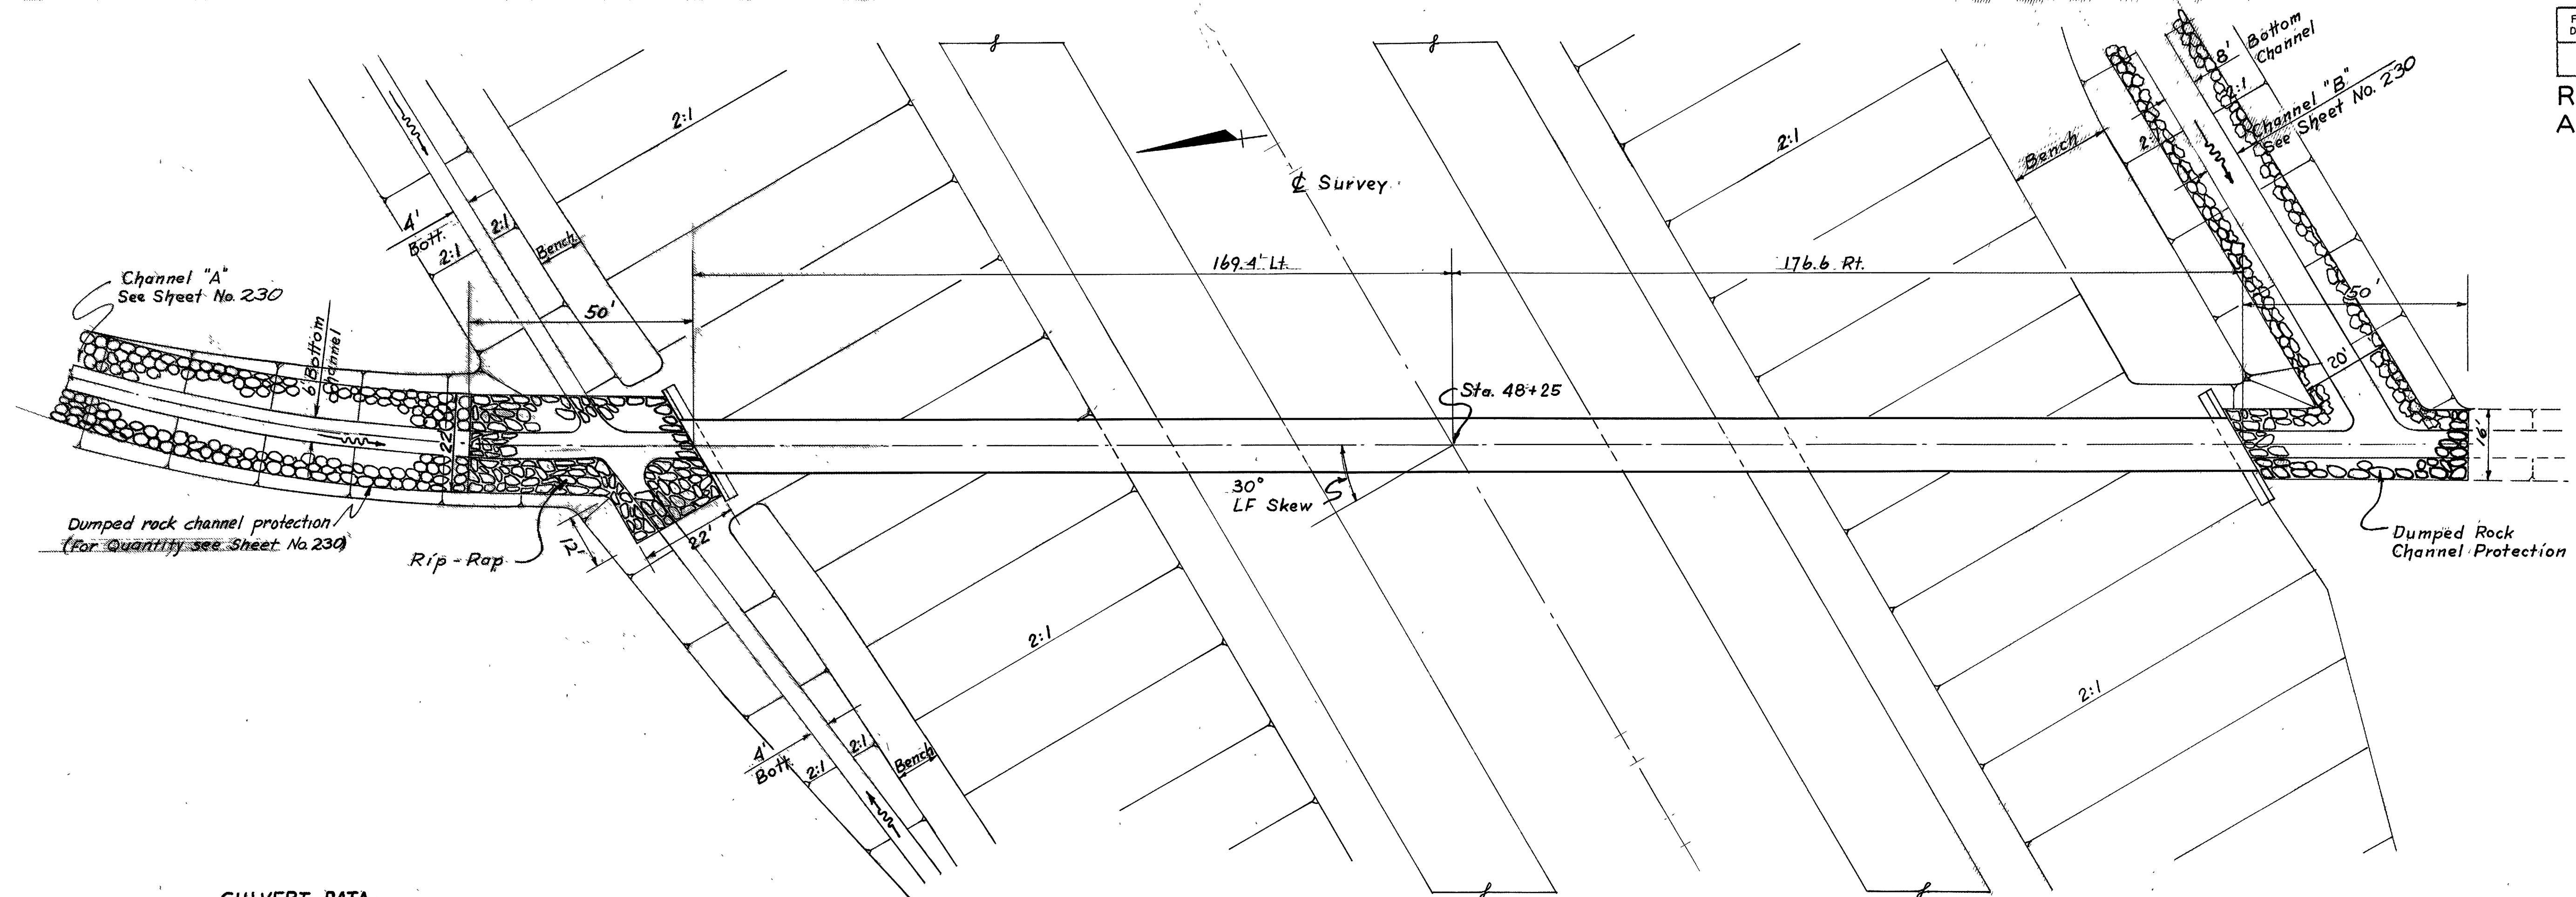 F
D
R
A
8'
Bottom
Channel
2:1
Channel "B"
See Sheet No. 230
2:1
2:1
2:1
Bench
℄ Survey
4'
Bott.
2:1
2:1
Bench
Channel "A"
See Sheet No. 230
169.4' Lt.
176.6 Rt.
50'
50'
6' Bottom
Channel
20'
Sta. 48+25
22'
16'
30°
LF Skew
Dumped rock channel protection
(For Quantity see Sheet No. 230)
Rip-Rap
12'
22'
Dumped Rock
Channel Protection
2:1
2:1
4'
Bott.
2:1
2:1
Bench
CULVERT DATA